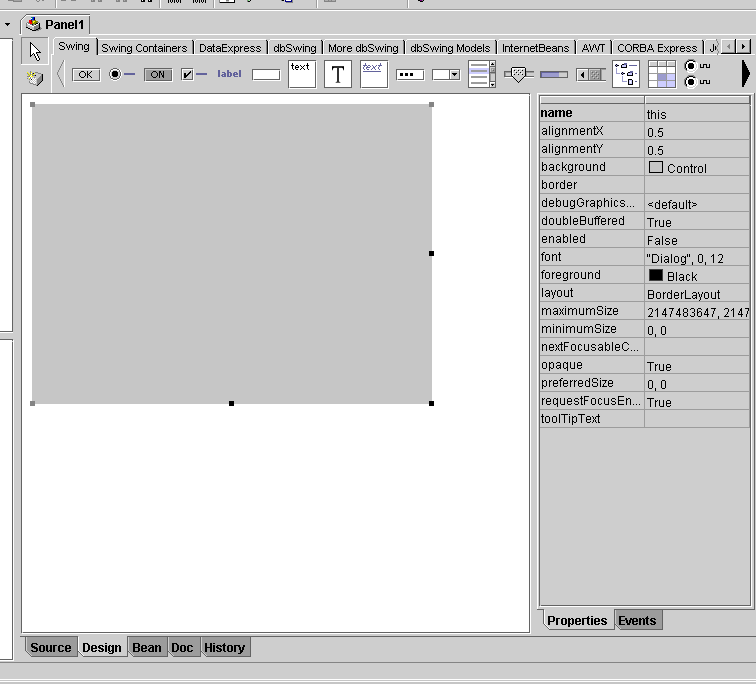 Panel1
Swing Swing Containers DataExpress dbSwing More dbSwing dbSwing Models InternetBeans AWT CORBA Express
OK ON label text T text
name this
alignmentX 0.5
alignmentY 0.5
background Control
border
debugGraphics... <default>
doubleBuffered True
enabled False
font "Dialog", 0, 12
foreground Black
layout BorderLayout
maximumSize 2147483647, 2147
minimumSize 0, 0
nextFocusableC...
opaque True
preferredSize 0, 0
requestFocusEn... True
toolTipText
Properties Events
Source Design Bean Doc History